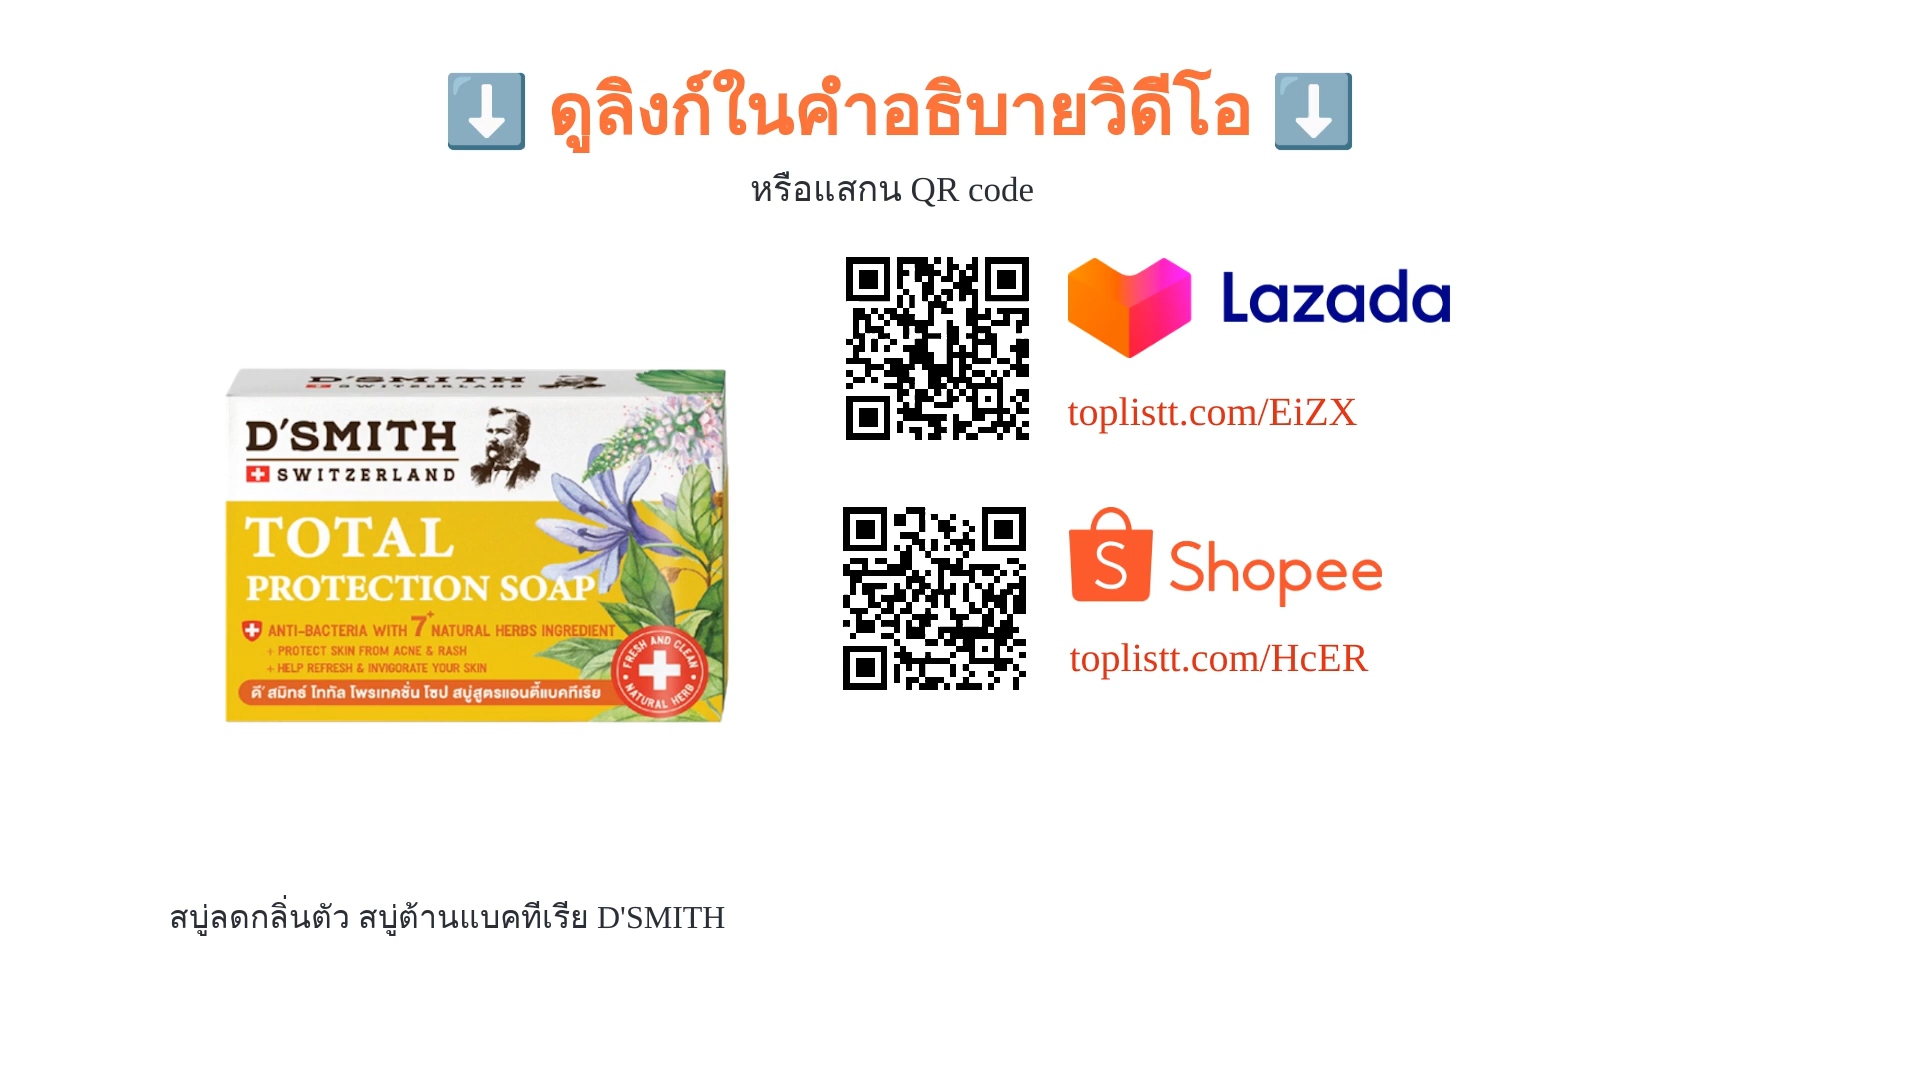 ⬇️ ดูลิงก์ในคำอธิบายวิดีโอ ⬇️
หรือแสกน QR code
Lazada
toplistt.com/EiZX
D'SMITH
SWITZERLAND
D'SMITH
SWITZERLAND
TOTAL
PROTECTION SOAP
ANTI-BACTERIA WITH 7+ NATURAL HERBS INGREDIENT
+ PROTECT SKIN FROM ACNE & RASH
+ HELP REFRESH & INVIGORATE YOUR SKIN
ดี'สมิทธ์ โททัล โพรเทคชั่น โซป สบู่สูตรแอนตี้แบคทีเรีย
FRESH AND CLEAN
NATURAL HERB
Shopee
toplistt.com/HcER
สบู่ลดกลิ่นตัว สบู่ต้านแบคทีเรีย D'SMITH